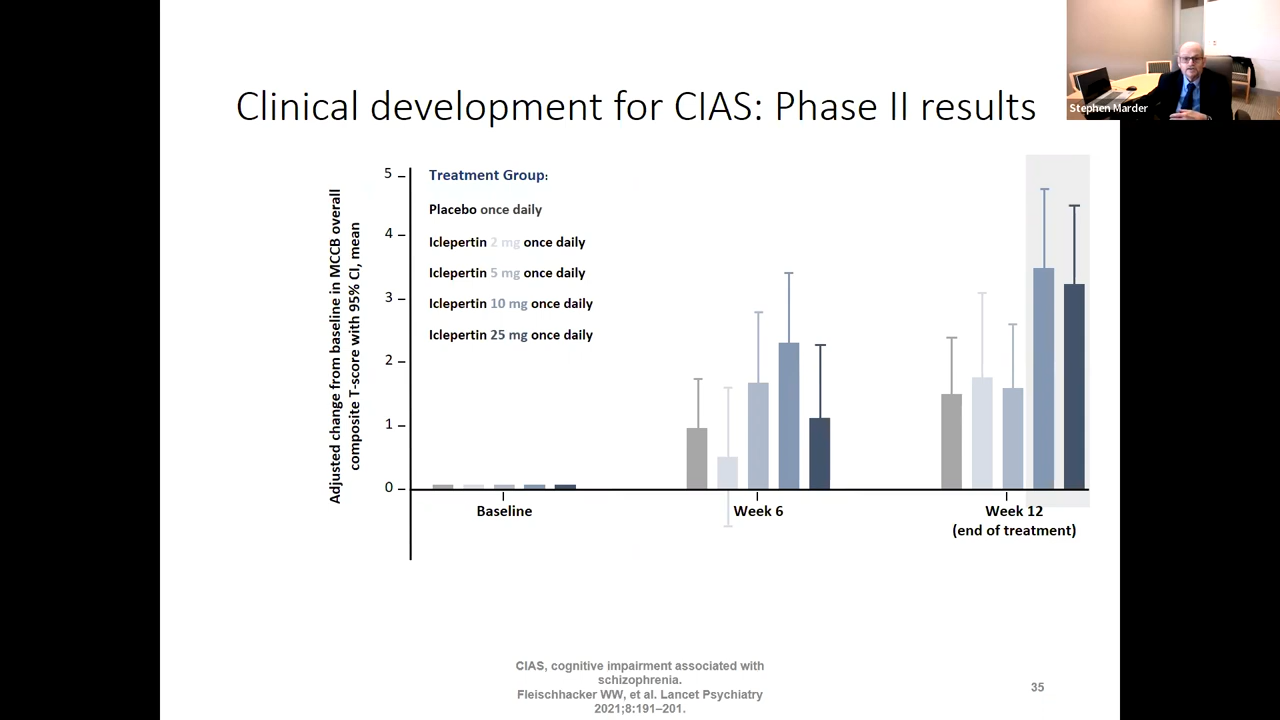 Stephen Marder
Clinical development for CIAS: Phase II results
Adjusted change from baseline in MCCB overall
composite T-score with 95% CI, mean
5
4
3
2
1
0
Treatment Group:
Placebo once daily
Iclepertin 2 mg once daily
Iclepertin 5 mg once daily
Iclepertin 10 mg once daily
Iclepertin 25 mg once daily
Baseline
Week 6
Week 12
(end of treatment)
CIAS, cognitive impairment associated with
schizophrenia.
Fleischhacker WW, et al. Lancet Psychiatry
2021;8:191–201.
35